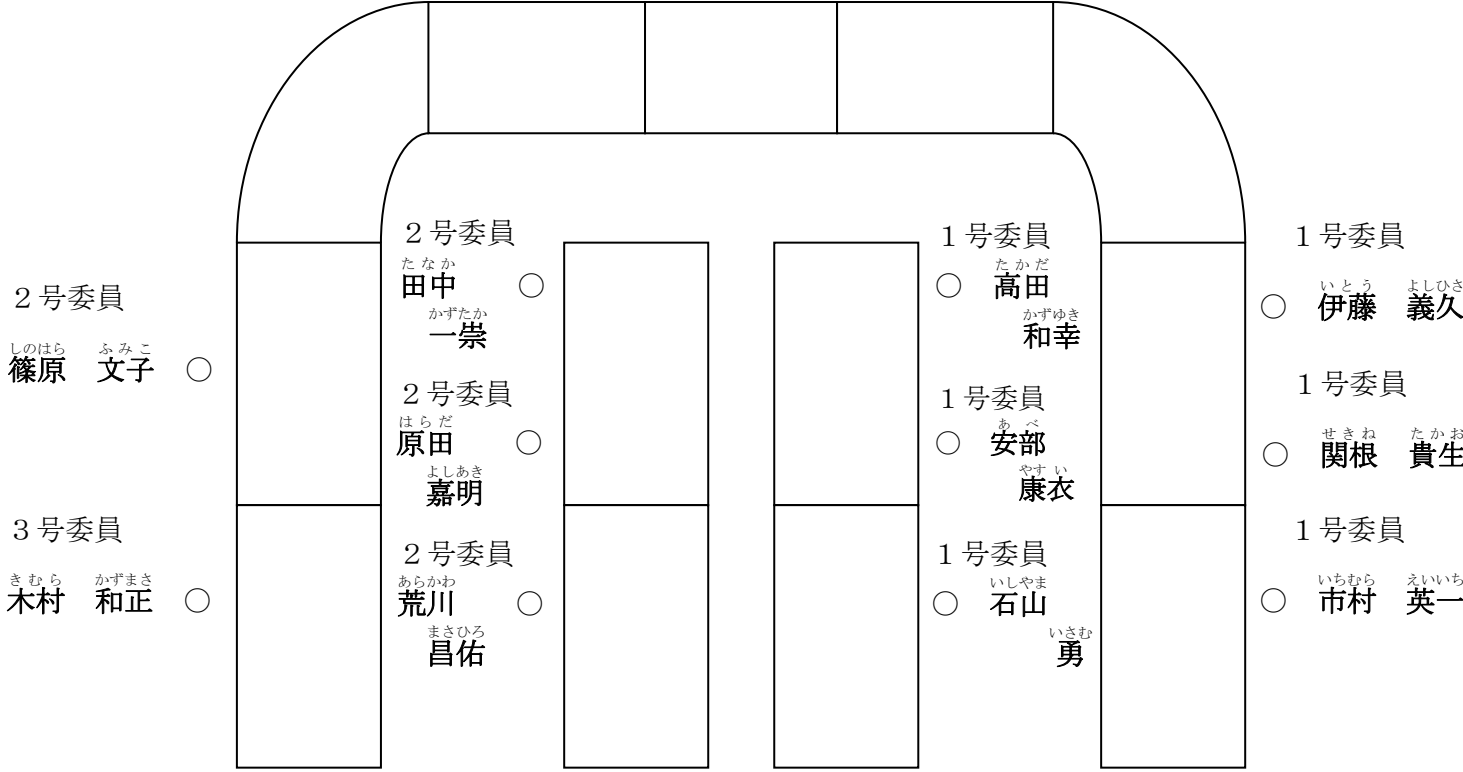 ２号委員
しのはら　ふみこ
篠原　文子　○
３号委員
きむら　かずまさ
木村　和正　○
２号委員
たなか
田中　○
かずたか
一崇
２号委員
はらだ
原田　○
よしあき
嘉明
２号委員
あらかわ
荒川　○
まさひろ
昌佑
１号委員
たかだ
○　高田
かずゆき
和幸
１号委員
あべ
○　安部
やすい
康衣
１号委員
いしやま
○　石山
いさむ
勇
１号委員
いとう　よしひさ
○　伊藤　義久
１号委員
せきね　たかお
○　関根　貴生
１号委員
いちむら　えいいち
○　市村　英一